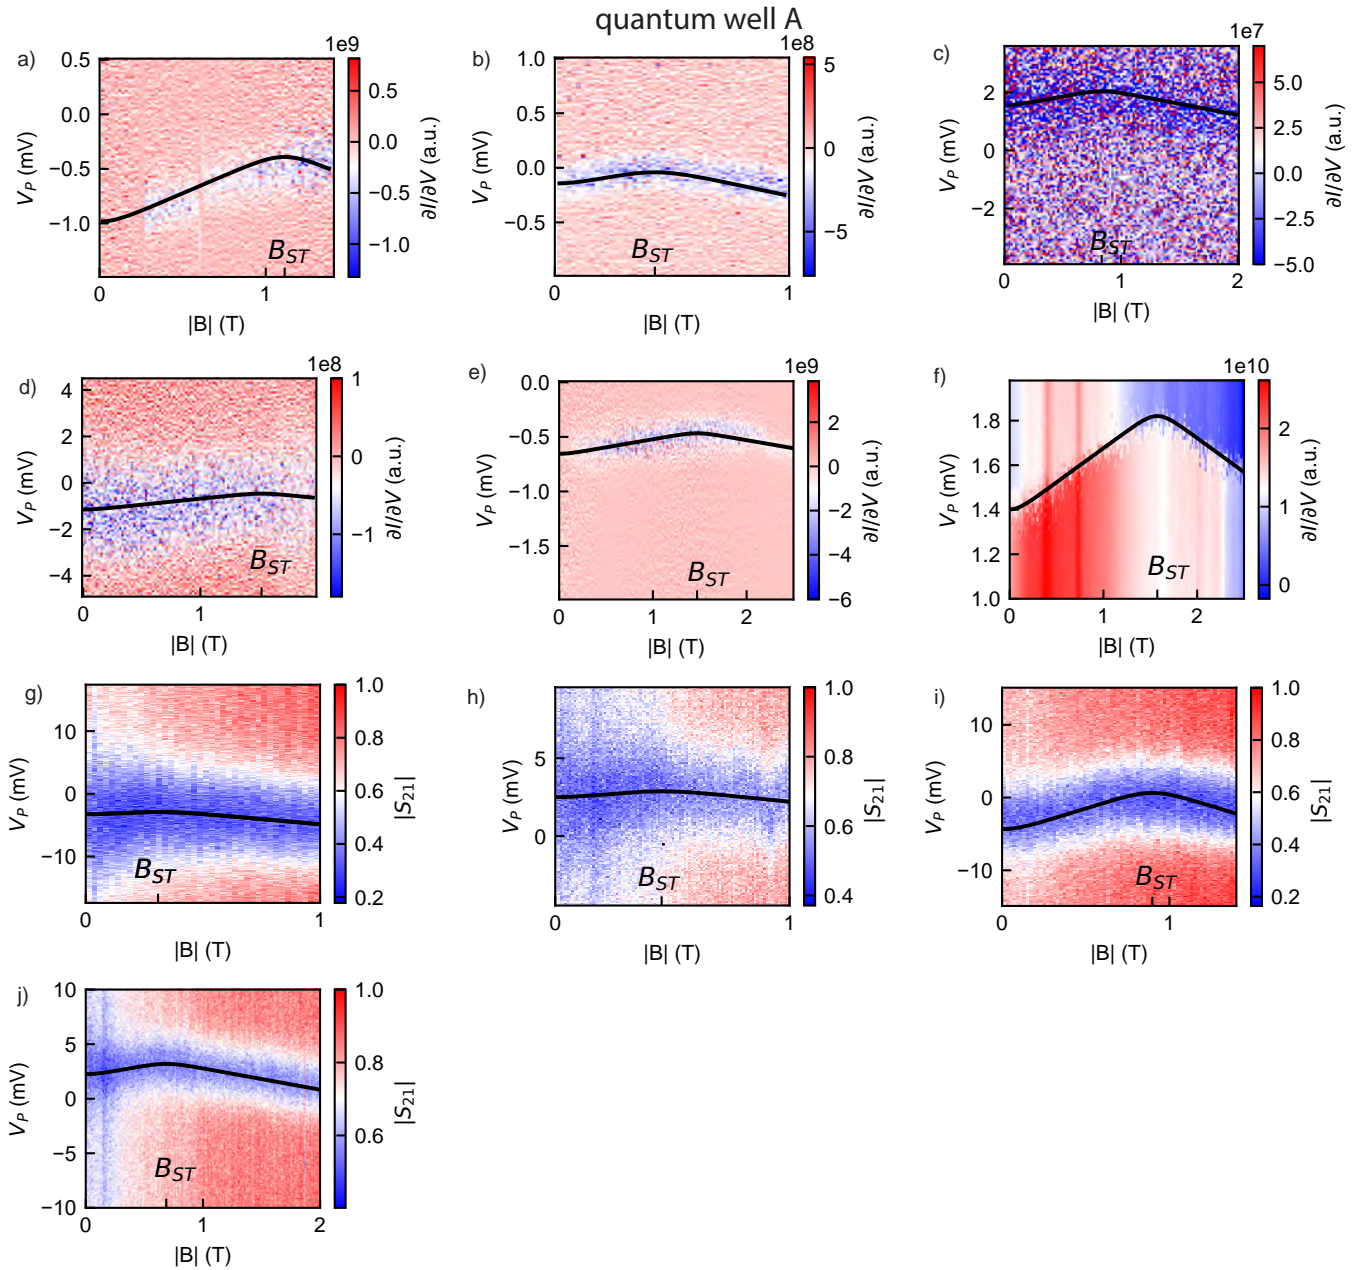 quantum well A
a)
1e9
0.5
0.0
−0.5
−1.0
V_P (mV)
B_ST
0
1
|B| (T)
0.5
0.0
−0.5
−1.0
∂I/∂V (a.u.)
b)
1e8
1.0
0.5
0.0
−0.5
V_P (mV)
B_ST
0
1
|B| (T)
5
0
−5
∂I/∂V (a.u.)
c)
1e7
2
0
−2
V_P (mV)
B_ST
0
1
2
|B| (T)
5.0
2.5
0.0
−2.5
−5.0
∂I/∂V (a.u.)
d)
1e8
4
2
0
−2
−4
V_P (mV)
B_ST
0
1
|B| (T)
1
0
−1
∂I/∂V (a.u.)
e)
1e9
0.0
−0.5
−1.0
−1.5
V_P (mV)
B_ST
0
1
2
|B| (T)
2
0
−2
−4
−6
∂I/∂V (a.u.)
f)
1e10
1.8
1.6
1.4
1.2
1.0
V_P (mV)
B_ST
0
1
2
|B| (T)
2
1
0
∂I/∂V (a.u.)
g)
10
0
−10
V_P (mV)
B_ST
0
1
|B| (T)
1.0
0.8
0.6
0.4
0.2
|S_21|
h)
5
0
V_P (mV)
B_ST
0
1
|B| (T)
1.0
0.8
0.6
0.4
|S_21|
i)
10
0
−10
V_P (mV)
B_ST
0
1
|B| (T)
1.0
0.8
0.6
0.4
0.2
|S_21|
j)
10
5
0
−5
−10
V_P (mV)
B_ST
0
1
2
|B| (T)
1.0
0.8
0.6
|S_21|